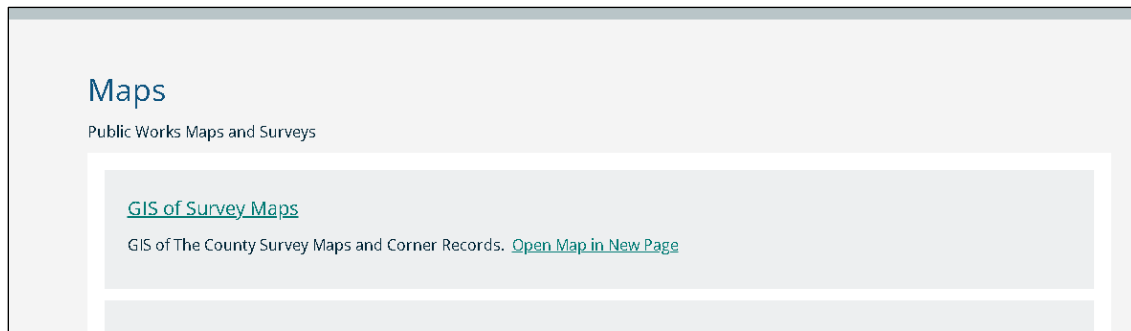 Maps
Public Works Maps and Surveys
GIS of Survey Maps
GIS of The County Survey Maps and Corner Records. Open Map in New Page